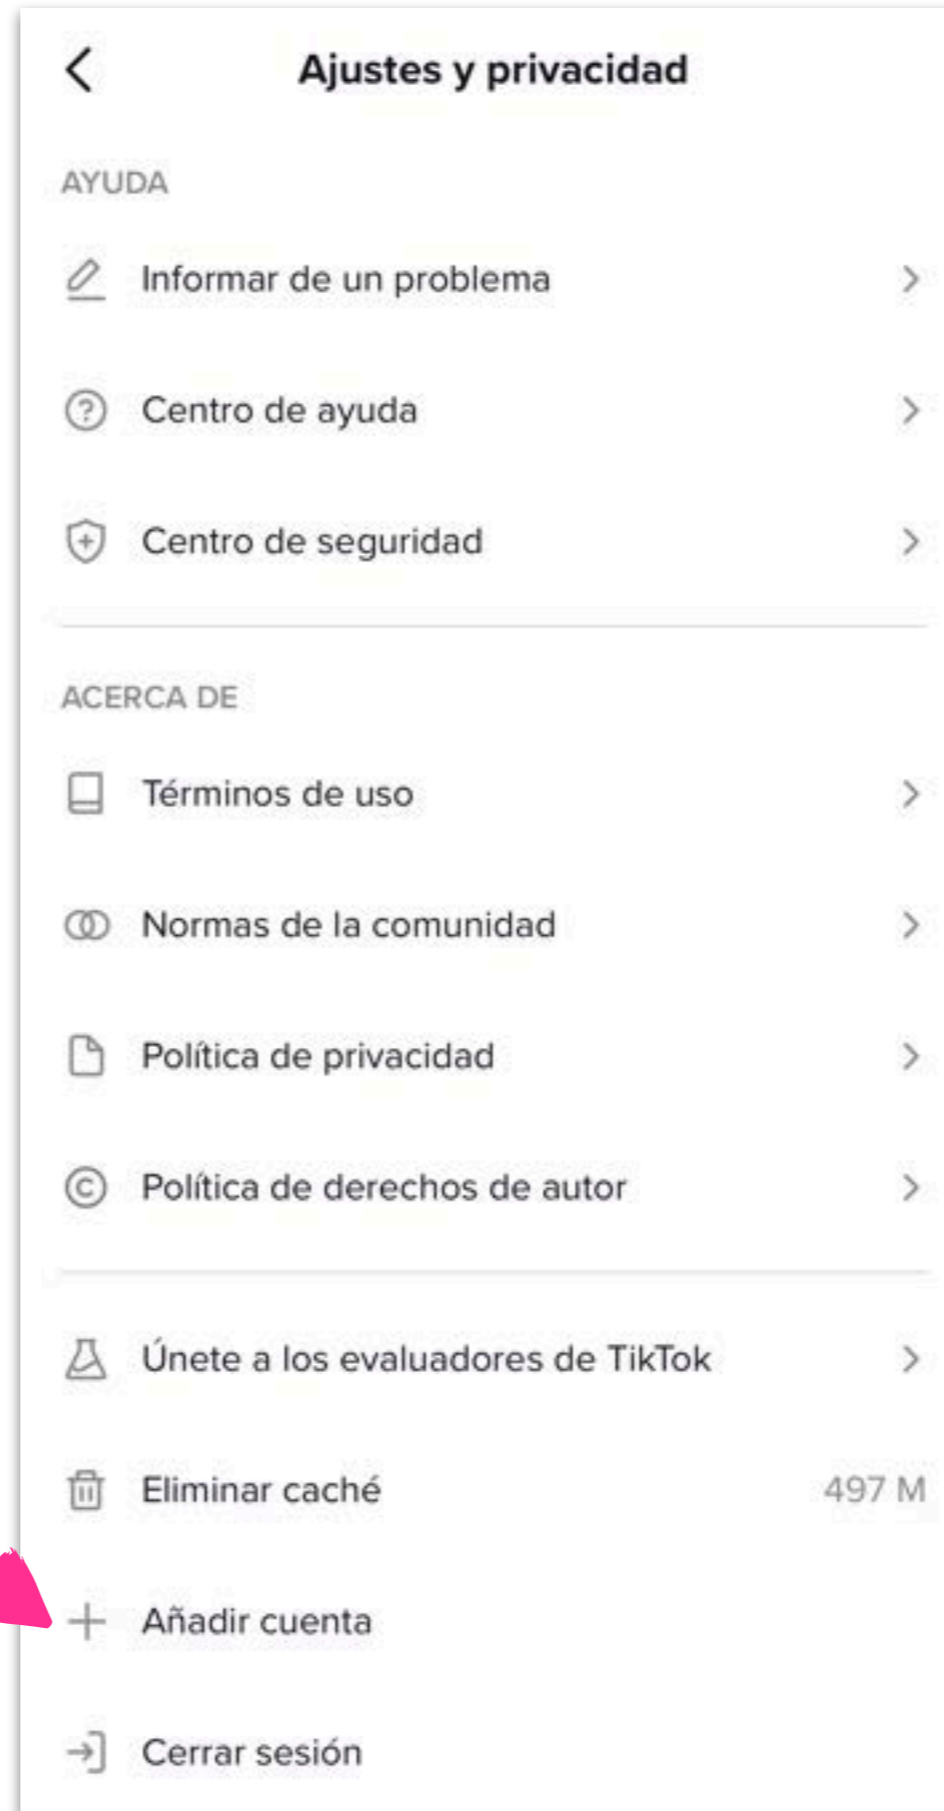 Ajustes y privacidad
AYUDA
Informar de un problema
Centro de ayuda
Centro de seguridad
ACERCA DE
Términos de uso
Normas de la comunidad
Política de privacidad
Política de derechos de autor
Únete a los evaluadores de TikTok
Eliminar caché 497 M
Añadir cuenta
Cerrar sesión